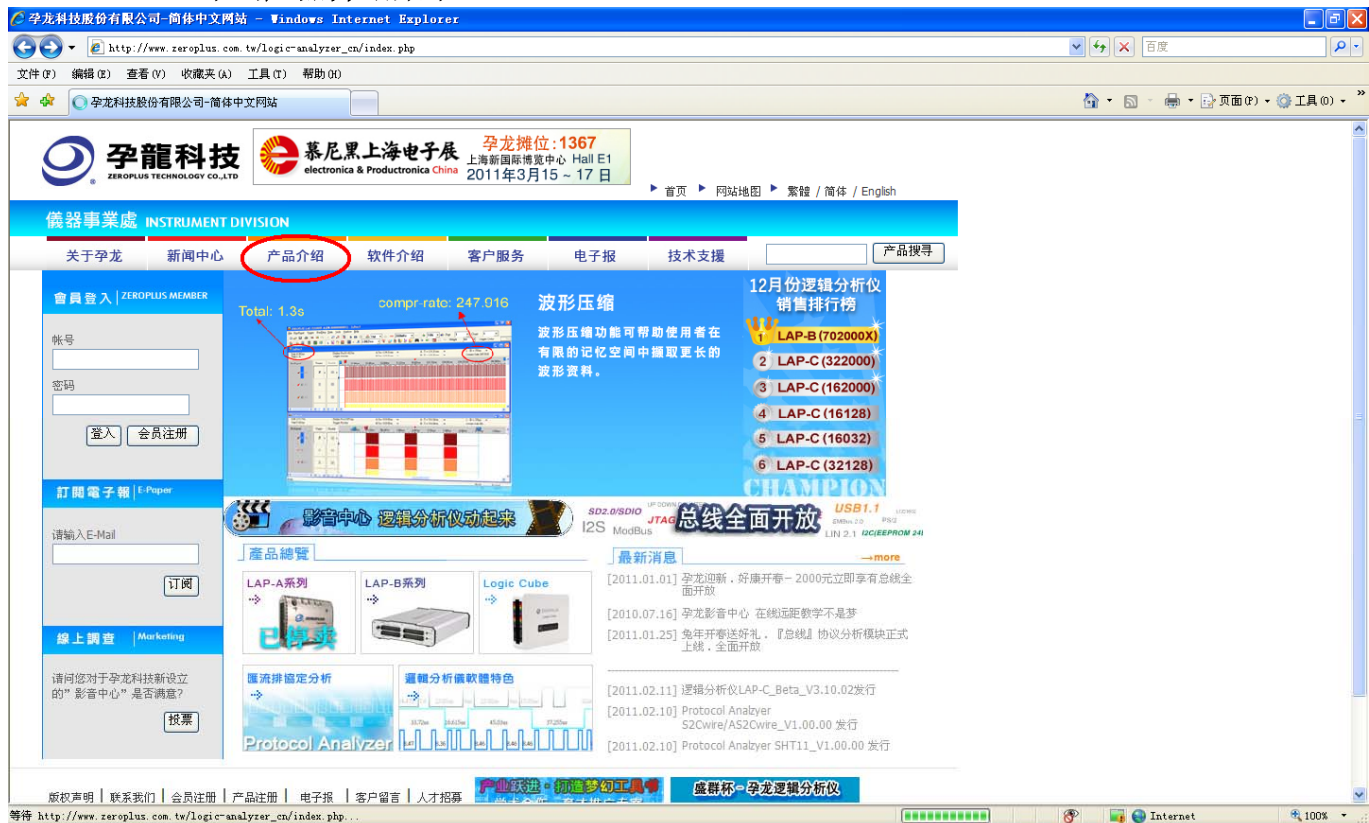 孕龙科技股份有限公司-简体中文网站 - Windows Internet Explorer
http://www.zeroplus.com.tw/logic-analyzer_cn/index.php
百度
文件(F) 编辑(E) 查看(V) 收藏夹(A) 工具(T) 帮助(H)
孕龙科技股份有限公司-简体中文网站
页面(P) 工具(O)
孕龍科技
ZEROPLUS TECHNOLOGY CO.,LTD
慕尼黑上海电子展
electronica & Productronica China
孕龙摊位:1367
上海新国际博览中心 Hall E1
2011年3月15 ~ 17 日
首页 网站地图 繁體 / 简体 / English
儀器事業處 INSTRUMENT DIVISION
关于孕龙 新闻中心 产品介绍 软件介绍 客户服务 电子报 技术支援 产品搜寻
會員登入 ZEROPLUS MEMBER
帐号
密码
登入 会员注册
Total: 1.3s
compr-rate: 247.916
波形压缩
波形压缩功能可帮助使用者在
有限的记忆空间中撷取更长的
波形资料。
12月份逻辑分析仪
销售排行榜
1 LAP-B (702000X)
2 LAP-C (322000)
3 LAP-C (162000)
4 LAP-C (16128)
5 LAP-C (16032)
6 LAP-C (32128)
CHAMPION
訂閱電子報 E-Paper
请输入E-Mail
订阅
影音中心 逻辑分析仪动起来
SD2.0/SDIO
I2S ModBus JTAG
总线全面开放
USB1.1
LIN 2.1 I2C(EEPROM 24)
產品總覽
LAP-A系列
已停卖
LAP-B系列
Logic Cube
匯流排協定分析
Protocol Analyzer
邏輯分析儀軟體特色
最新消息
more
[2011.01.01] 孕龙迎新．好康开春- 2000元立即享有总线全
面开放
[2010.07.16] 孕龙影音中心 在线远距教学不是梦
[2011.01.25] 兔年开春送好礼．『总线』协议分析模块正式
上线．全面开放
[2011.02.11] 逻辑分析仪LAP-C_Beta_V3.10.02发行
[2011.02.10] Protocol Analzyer
S2Cwire/AS2Cwire_V1.00.00 发行
[2011.02.10] Protocol Analzyer SHT11_V1.00.00 发行
線上調查 Marketing
请问您对于孕龙科技新设立
的”影音中心”是否满意?
投票
版权声明 | 联系我们 | 会员注册 | 产品注册 | 电子报 | 客户留言 | 人才招募
产业跃进。打造梦幻工具
盛群杯-孕龙逻辑分析仪
等待 http://www.zeroplus.com.tw/logic-analyzer_cn/index.php...
Internet
100%